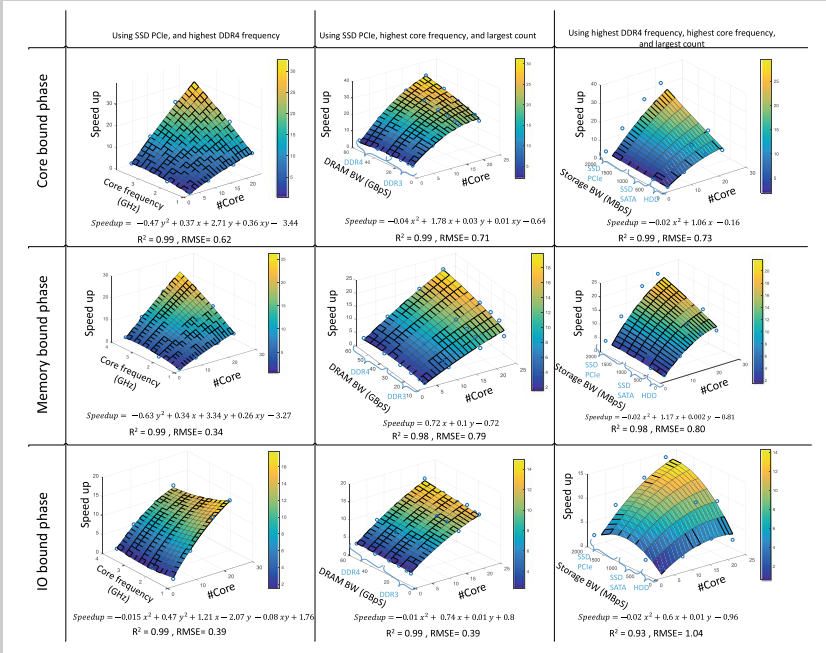 Using SSD PCIe, and highest DDR4 frequency
Using SSD PCIe, highest core frequency, and largest count
Using highest DDR4 frequency, highest core frequency,
and largest count
Core bound phase
Speed up
Core frequency
(GHz)
#Core
Speedup = −0.47 y² + 0.37 x + 2.71 y + 0.36 xy − 3.44
R² = 0.99 , RMSE= 0.62
Speed up
DDR4
DDR3
DRAM BW (GBpS)
#Core
Speedup = −0.04 x² + 1.78 x + 0.03 y + 0.01 xy − 0.64
R² = 0.99 , RMSE= 0.71
Speed up
SSD
PCIe
SSD
SATA
HDD
Storage BW (MBpS)
#Core
Speedup = −0.02 x² + 1.06 x − 0.16
R² = 0.99 , RMSE= 0.73
Memory bound phase
Speed up
Core frequency
(GHz)
#Core
Speedup = −0.63 y² + 0.34 x + 3.34 y + 0.26 xy − 3.27
R² = 0.99 , RMSE= 0.34
Speed up
DDR4
DDR3
DRAM BW (GBpS)
#Core
Speedup = 0.72 x + 0.1 y − 0.72
R² = 0.98 , RMSE= 0.79
Speed up
SSD
PCIe
SSD
SATA
HDD
Storage BW (MBpS)
#Core
Speedup = −0.02 x² + 1.17 x + 0.002 y − 0.81
R² = 0.98 , RMSE= 0.80
IO bound phase
Speed up
Core frequency
(GHz)
#Core
Speedup = −0.015 x² + 0.47 y² + 1.21 x − 2.07 y − 0.08 xy + 1.76
R² = 0.99 , RMSE= 0.39
Speed up
DDR4
DDR3
DRAM BW (GBpS)
#Core
Speedup = −0.01 x² + 0.74 x + 0.01 y + 0.8
R² = 0.99 , RMSE= 0.39
Speed up
SSD
PCIe
SSD
SATA
HDD
Storage BW (MBpS)
#Core
Speedup = −0.02 x² + 0.6 x + 0.01 y − 0.96
R² = 0.93 , RMSE= 1.04